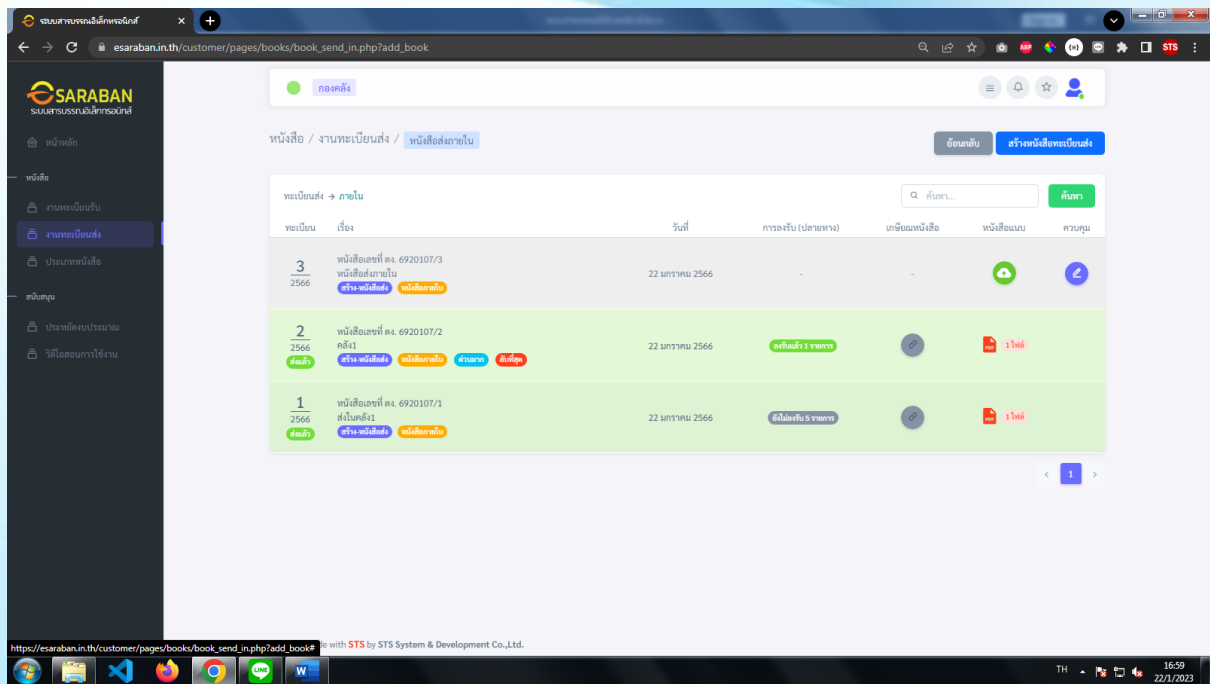 ระบบสารบรรณอิเล็กทรอนิกส์
esaraban.in.th/customer/pages/books/book_send_in.php?add_book
ABP
STS
SARABAN
ระบบสารบรรณอิเล็กทรอนิกส์
กองคลัง
หน้าหลัก
หนังสือ / งานทะเบียนส่ง / หนังสือส่งภายใน
ย้อนกลับ
สร้างหนังสือทะเบียนส่ง
หนังสือ
งานทะเบียนรับ
งานทะเบียนส่ง
ประเภทหนังสือ
สนับสนุน
ประหยัดงบประมาณ
วิดีโอสอนการใช้งาน
ทะเบียนส่ง → ภายใน
ค้นหา...
ค้นหา
ทะเบียน เรื่อง วันที่ การลงรับ (ปลายทาง) เกษียณหนังสือ หนังสือแนบ ควบคุม
3
2566
หนังสือเลขที่ ตง. 6920107/3
หนังสือส่งภายใน
สร้าง-หนังสือส่ง หนังสือภายใน
22 มกราคม 2566 - -
2
2566
ส่งแล้ว
หนังสือเลขที่ ตง. 6920107/2
คลัง1
สร้าง-หนังสือส่ง หนังสือภายใน ด่วนมาก ลับที่สุด
22 มกราคม 2566 ลงรับแล้ว 1 รายการ PDF 1 ไฟล์
1
2566
ส่งแล้ว
หนังสือเลขที่ ตง. 6920107/1
ส่งในคลัง1
สร้าง-หนังสือส่ง หนังสือภายใน
22 มกราคม 2566 ยังไม่ลงรับ 5 รายการ PDF 1 ไฟล์
‹ 1 ›
with STS by STS System & Development Co.,Ltd.
https://esaraban.in.th/customer/pages/books/book_send_in.php?add_book#
LINE
W
TH
16:59
22/1/2023